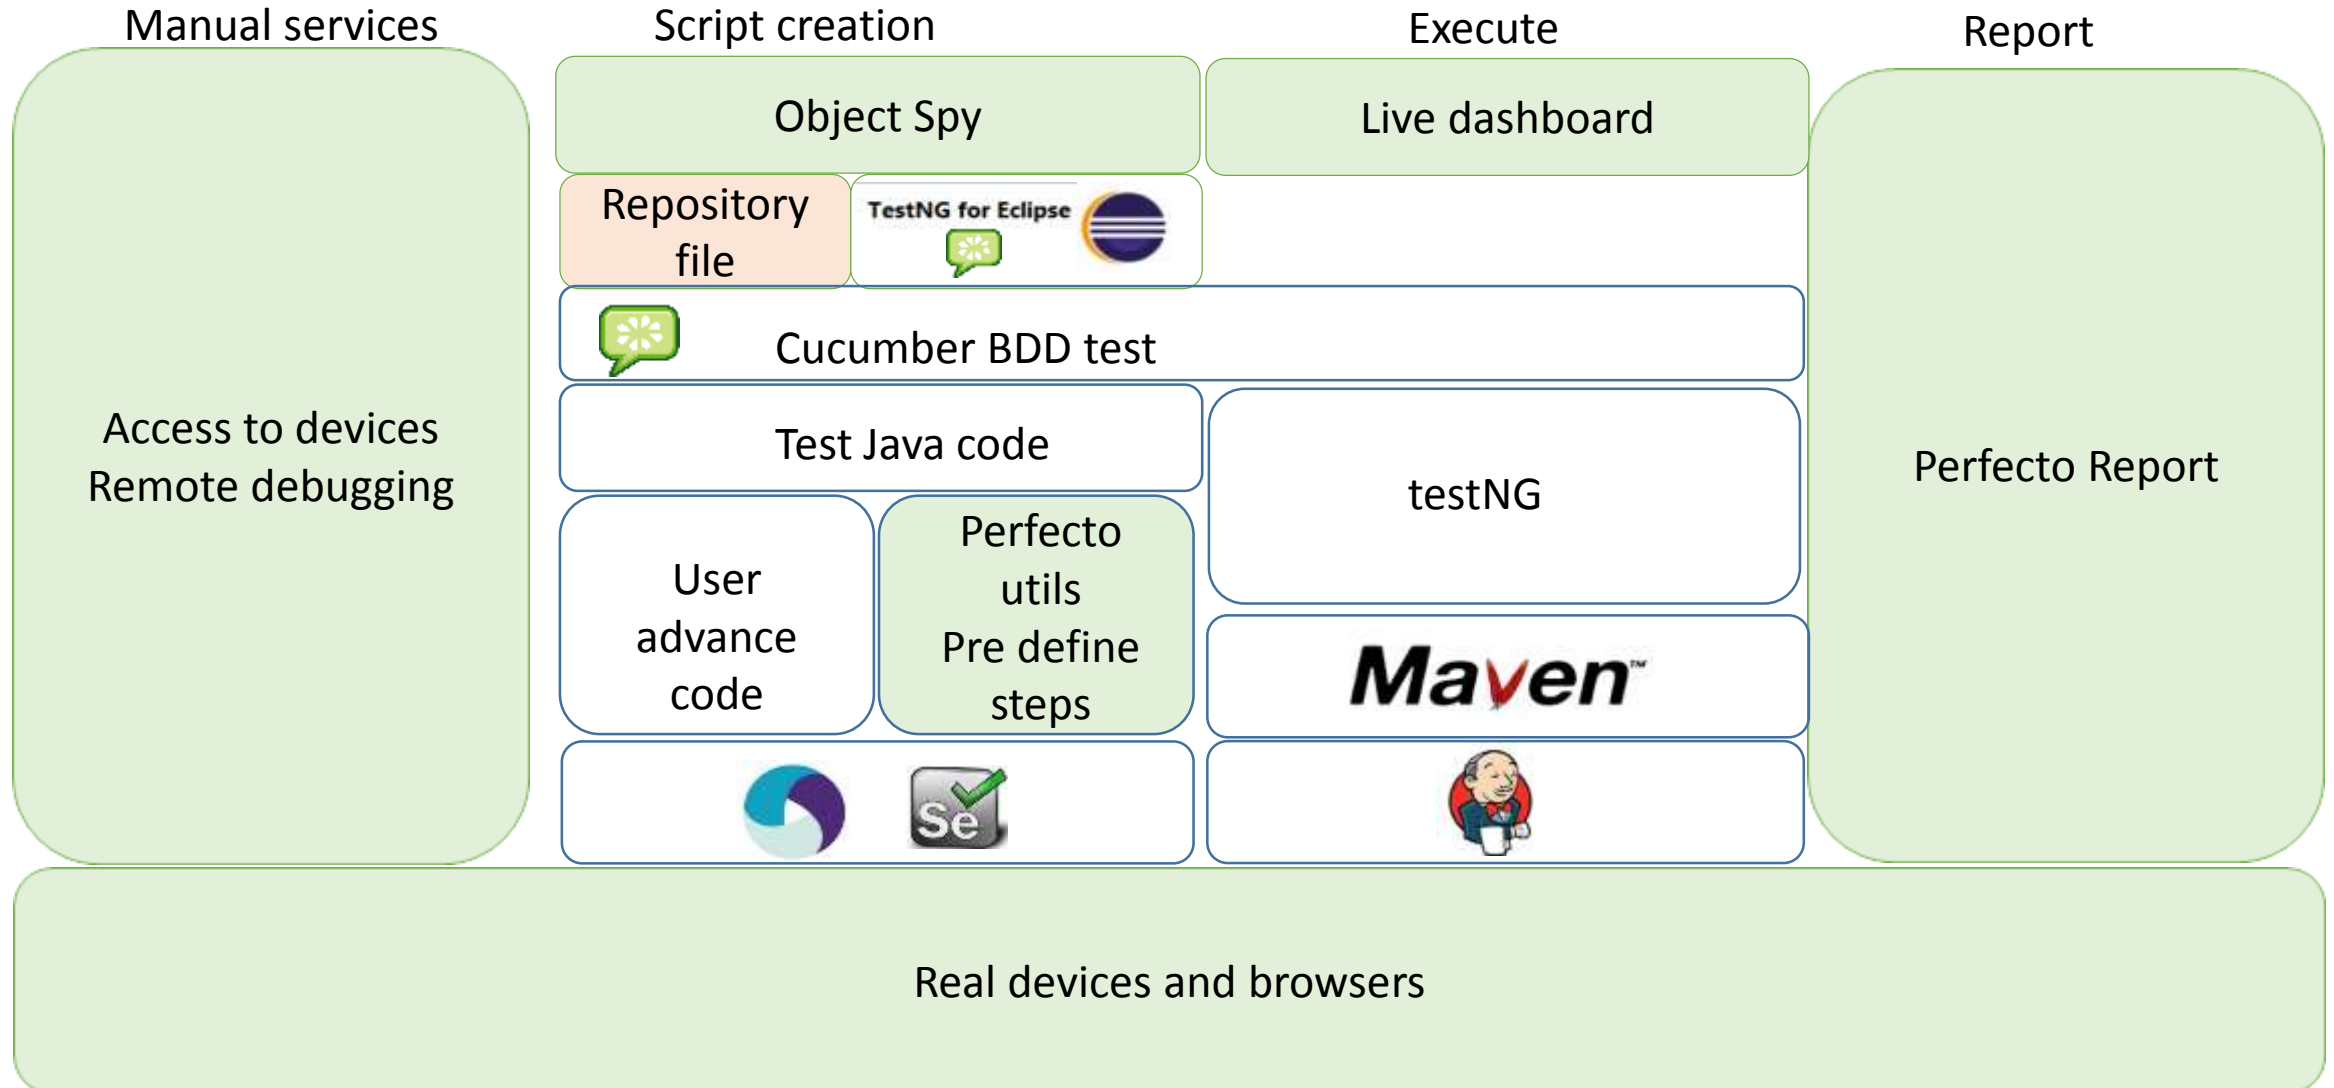 Manual services
Script creation
Execute
Report
Object Spy
Live dashboard
Repository
file
TestNG for Eclipse
Cucumber BDD test
Access to devices
Remote debugging
Test Java code
testNG
Perfecto Report
User
advance
code
Perfecto
utils
Pre define
steps
Maven™
Se
Real devices and browsers